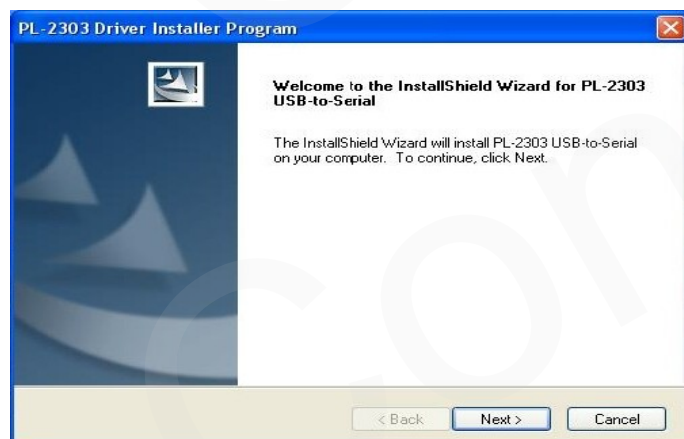 PL-2303 Driver Installer Program
Welcome to the InstallShield Wizard for PL-2303
USB-to-Serial
The InstallShield Wizard will install PL-2303 USB-to-Serial
on your computer. To continue, click Next.
< Back Next > Cancel